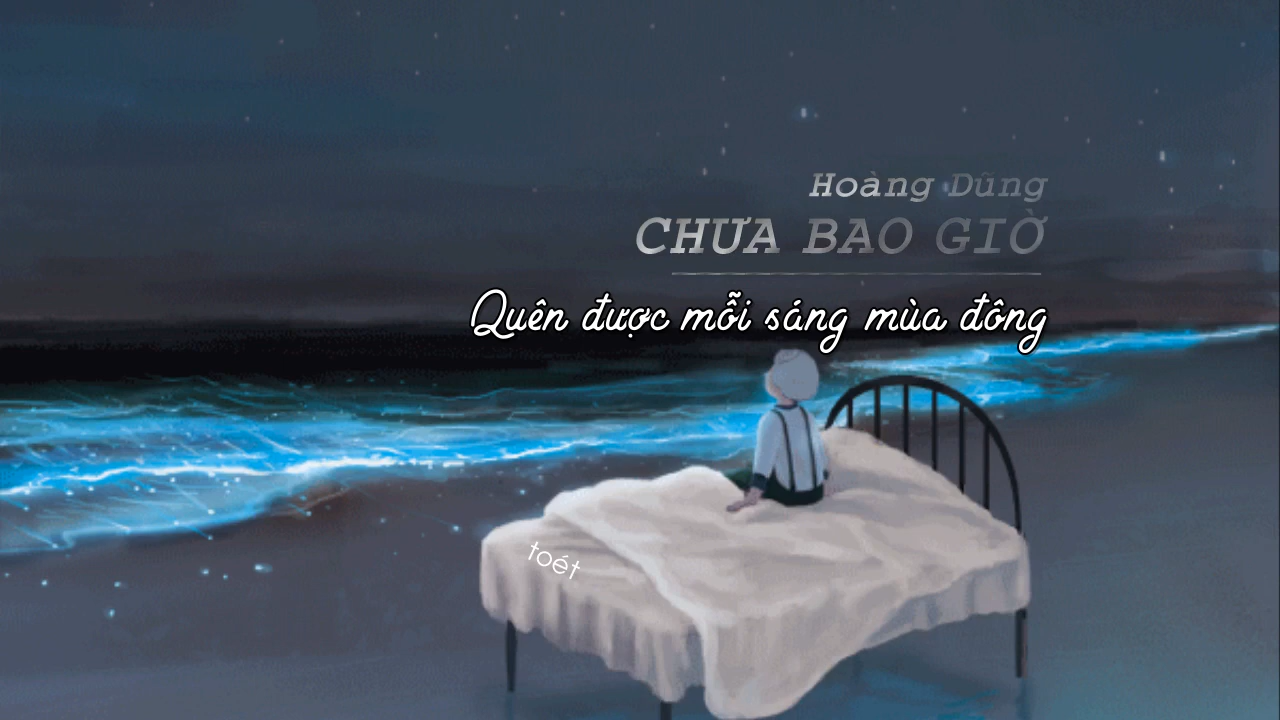 Hoàng Dũng
CHƯA BAO GIỜ
Quên được mỗi sáng mùa đông
toét